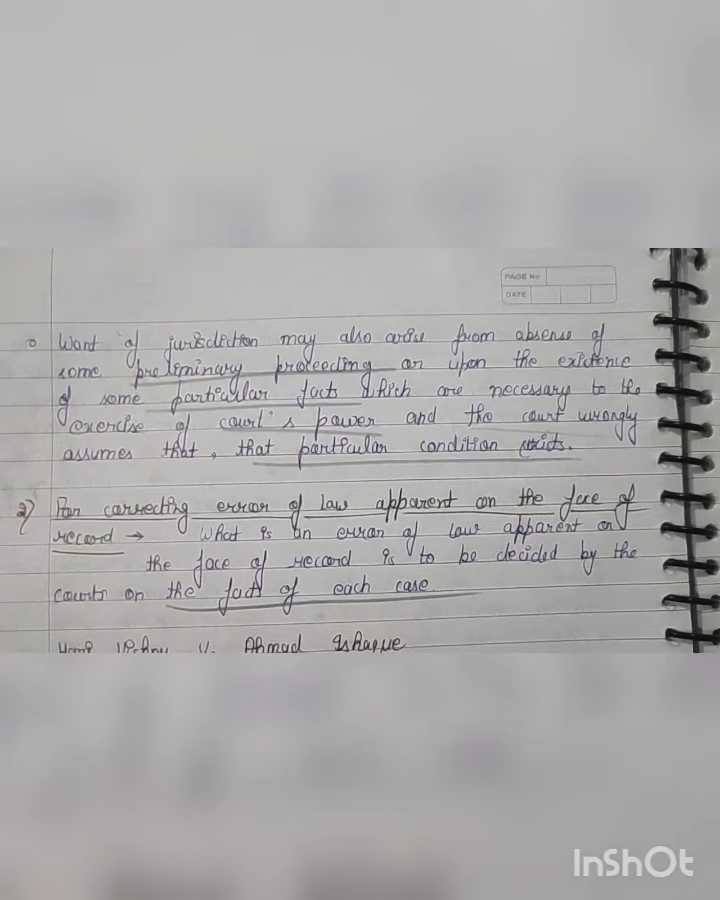 PAGE No
DATE
Want of jurisdiction may also arise from absense of
some preliminary proteeding or upon the existence
of some particular facts which are necessary to the
exercise of court's power and the court wrongly
assumes that, that particular condition exists.
2) For correcting error of law apparent on the face of
record → What is an error of law apparent on
the face of record is to be decided by the
courts on the facts of each case.
V. Ahmad Ishaque
InShOt